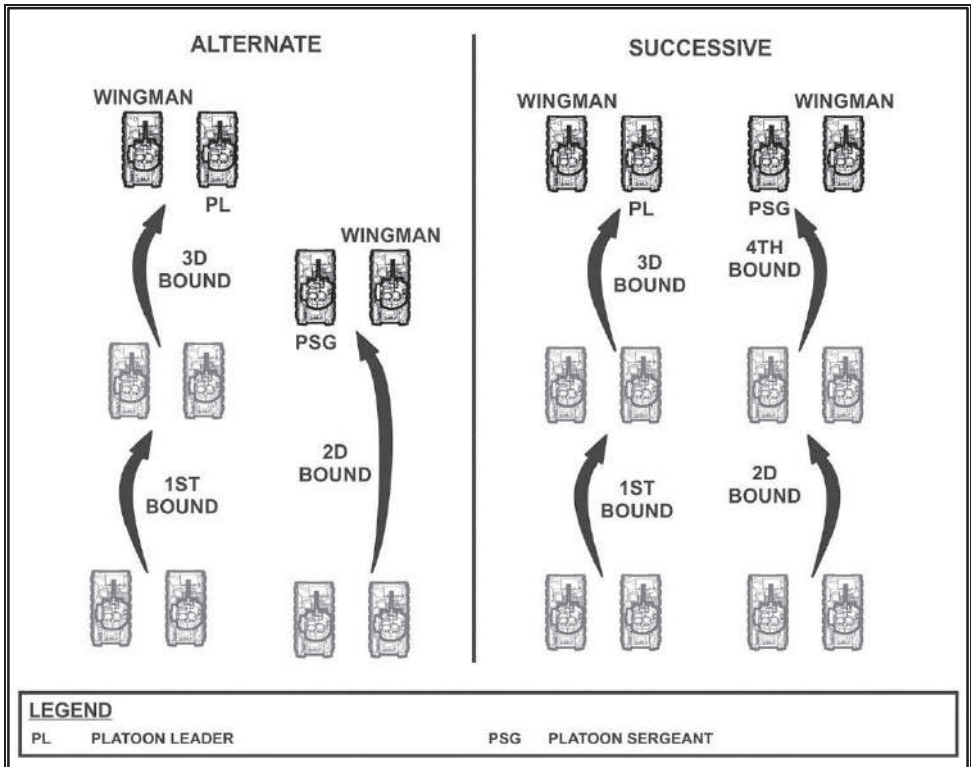 ALTERNATE
WINGMAN
PL
3D
BOUND
WINGMAN
PSG
1ST
BOUND
2D
BOUND
SUCCESSIVE
WINGMAN
WINGMAN
PL
PSG
3D
BOUND
4TH
BOUND
1ST
BOUND
2D
BOUND
LEGEND
PL PLATOON LEADER PSG PLATOON SERGEANT